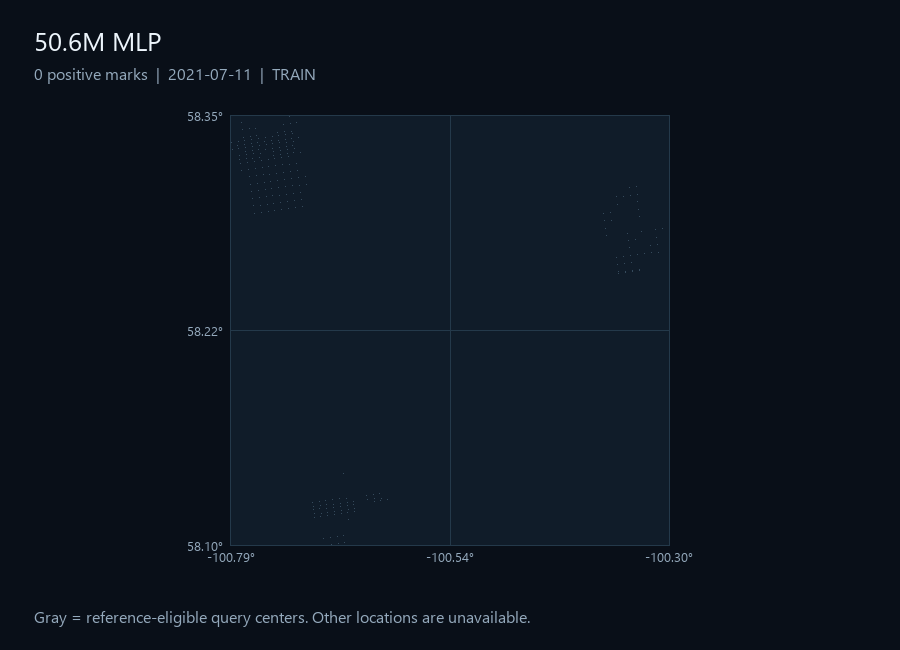 50.6M MLP
0 positive marks | 2021-07-11 | TRAIN
58.35°
58.22°
58.10°
-100.79° -100.54° -100.30°
Gray = reference-eligible query centers. Other locations are unavailable.